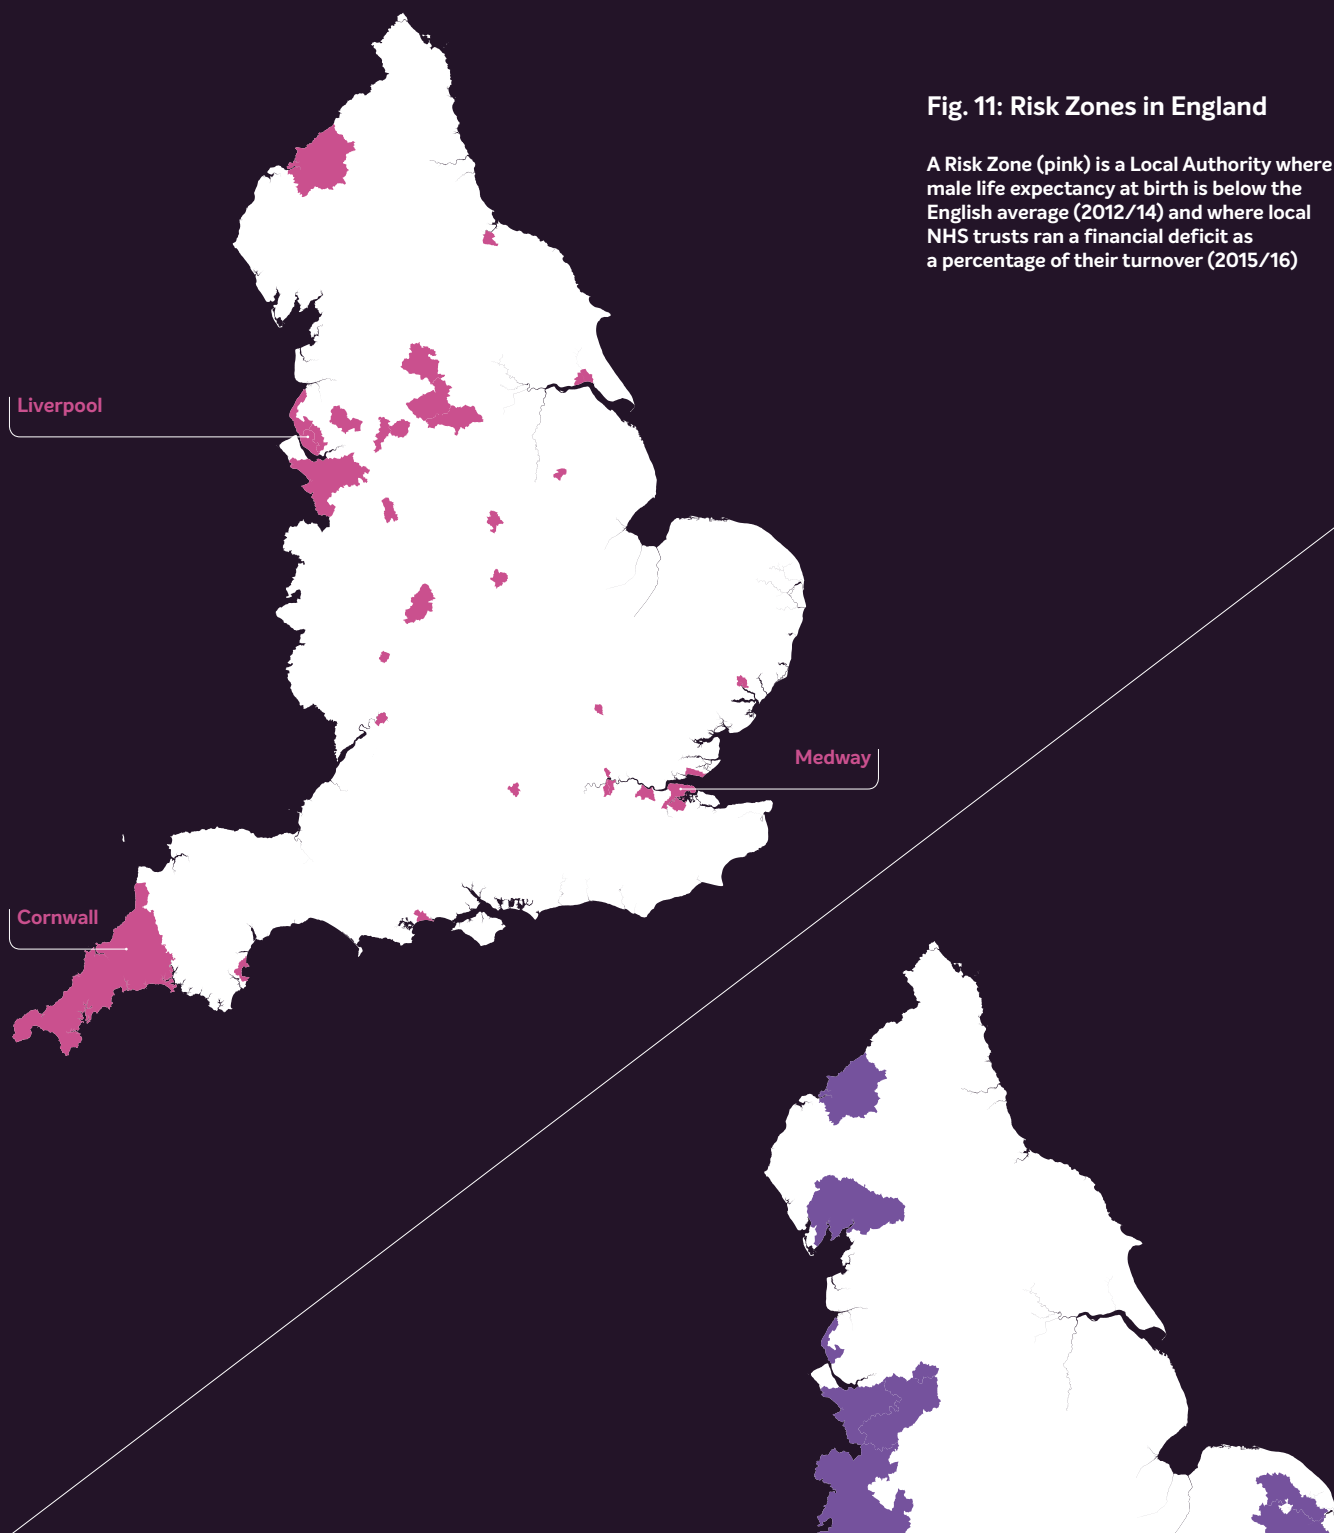 Fig. 11: Risk Zones in England
A Risk Zone (pink) is a Local Authority where
male life expectancy at birth is below the
English average (2012/14) and where local
NHS trusts ran a financial deficit as
a percentage of their turnover (2015/16)
Liverpool
Medway
Cornwall